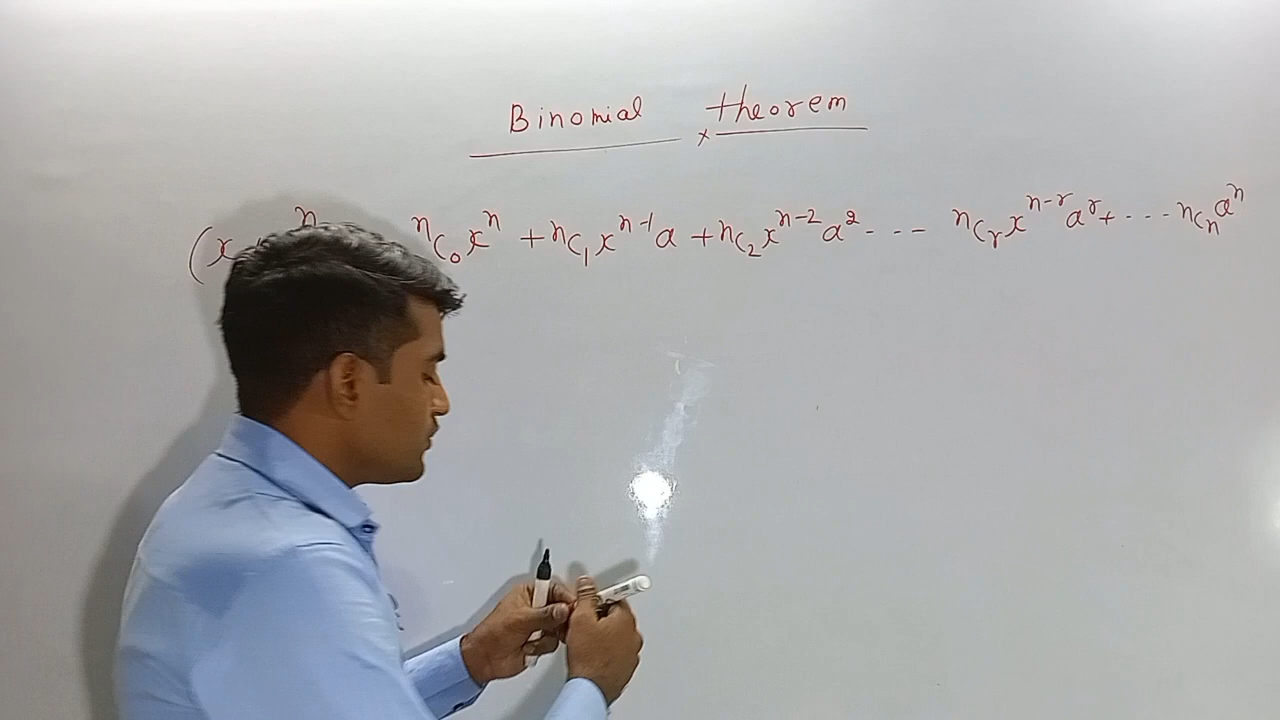 Binomial theorem
(x + ⁿ ⁿC₀xⁿ + ⁿC₁xⁿ⁻¹a + ⁿC₂xⁿ⁻²a² --- ⁿCᵣxⁿ⁻ʳaʳ + --- ⁿCₙaⁿ